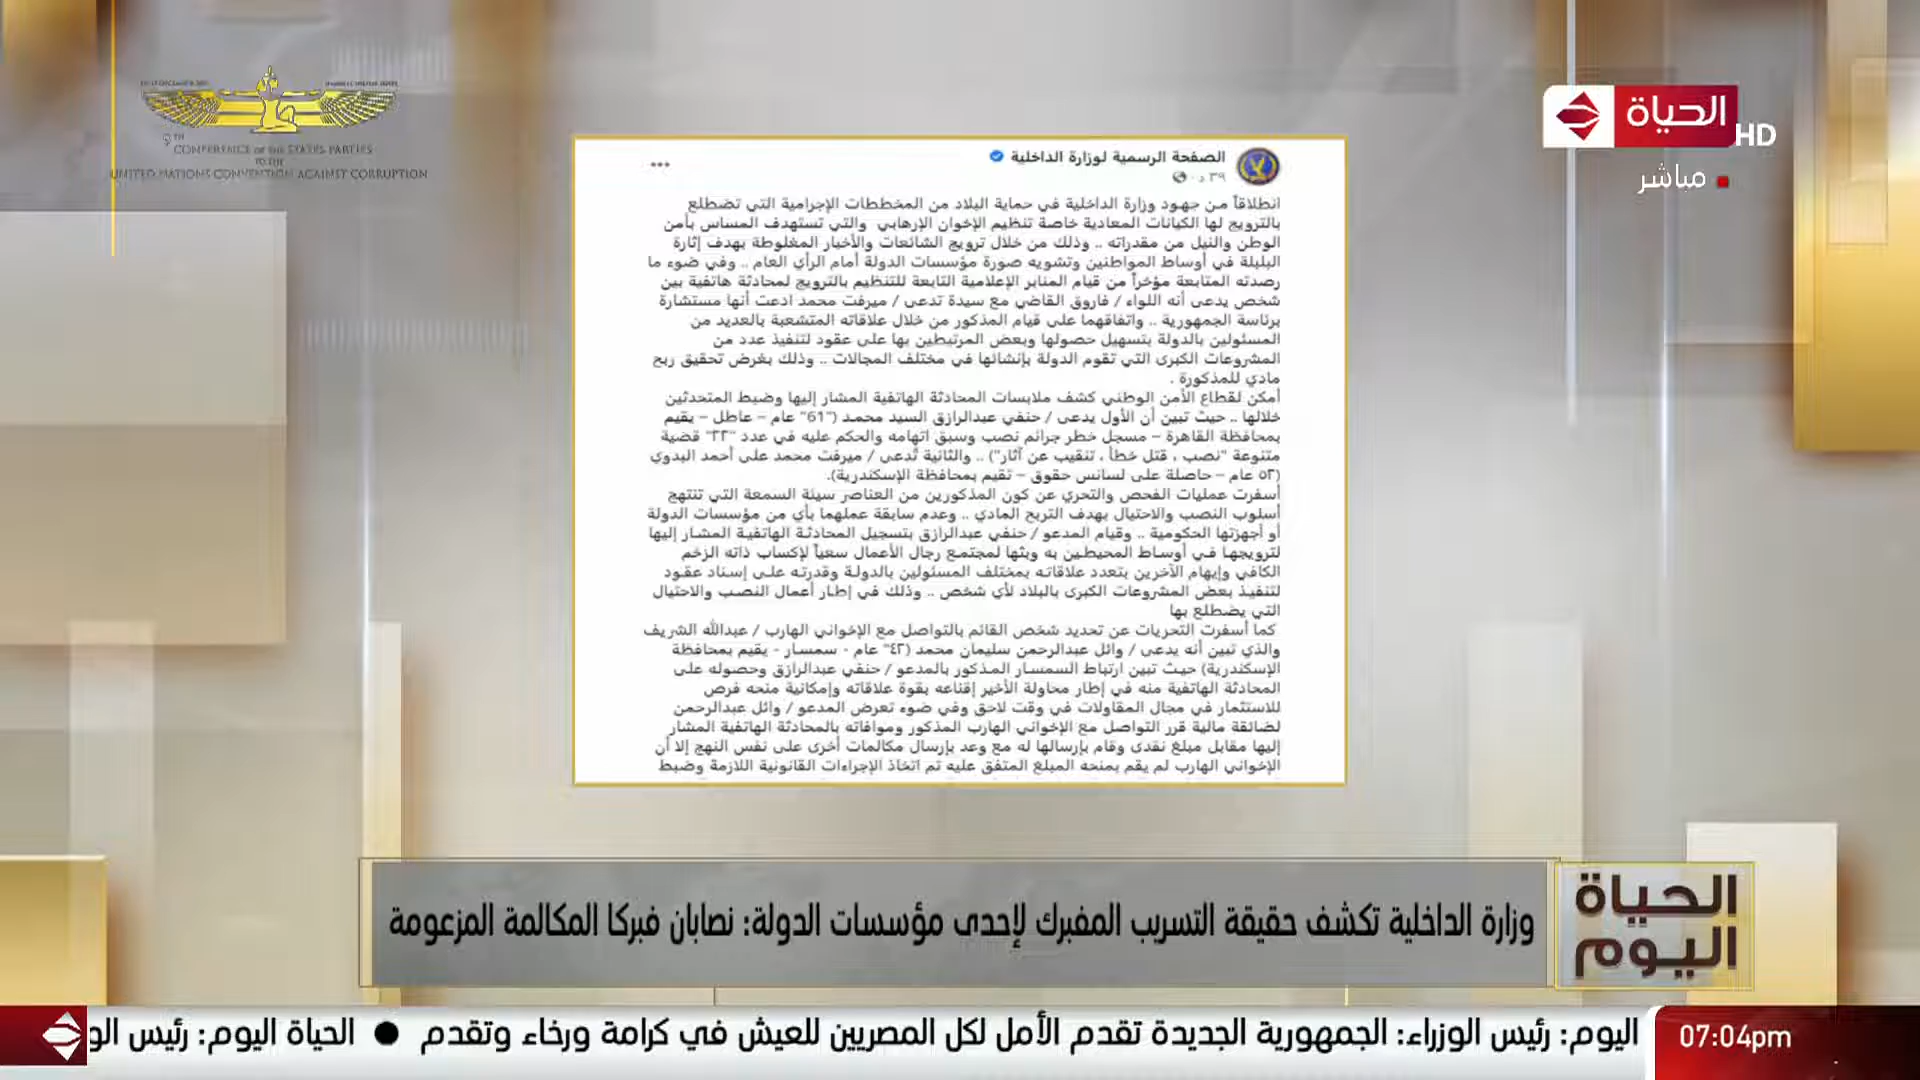 9TH
CONFERENCE OF THE STATES PARTIES
TO THE
UNITED NATIONS CONVENTION AGAINST CORRUPTION
الحياة
HD
مباشر
الصفحة الرسمية لوزارة الداخلية
٣٩ د
انطلاقاً من جهود وزارة الداخلية في حماية البلاد من المخططات الإجرامية التي تضطلع
بالترويج لها الكيانات المعادية خاصة تنظيم الإخوان الإرهابي والتي تستهدف المساس بأمن
الوطن والنيل من مقدراته .. وذلك من خلال ترويج الشائعات والأخبار المغلوطة بهدف إثارة
البلبلة في أوساط المواطنين وتشويه صورة مؤسسات الدولة أمام الرأي العام .. وفي ضوء ما
رصدته المتابعة مؤخراً من قيام المنابر الإعلامية التابعة للتنظيم بالترويج لمحادثة هاتفية بين
شخص يدعى أنه اللواء / فاروق القاضي مع سيدة تدعى / ميرفت محمد ادعت أنها مستشارة
برئاسة الجمهورية .. واتفاقهما على قيام المذكور من خلال علاقاته المتشعبة بالعديد من
المسئولين بالدولة بتسهيل حصولها وبعض المرتبطين بها على عقود لتنفيذ عدد من
المشروعات الكبرى التي تقوم الدولة بإنشائها في مختلف المجالات .. وذلك بغرض تحقيق ربح
مادي للمذكورة .
أمكن لقطاع الأمن الوطني كشف ملابسات المحادثة الهاتفية المشار إليها وضبط المتحدثين
خلالها .. حيث تبين أن الأول يدعى / حنفي عبدالرازق السيد محمد ("61" عام – عاطل – يقيم
بمحافظة القاهرة – مسجل خطر جرائم نصب وسبق اتهامه والحكم عليه في عدد "٢٢" قضية
متنوعة "نصب ، قتل خطأ ، تنقيب عن آثار") .. والثانية تُدعى / ميرفت محمد على أحمد البدوي
(٥٢ عام – حاصلة على لسانس حقوق – تقيم بمحافظة الإسكندرية).
أسفرت عمليات الفحص والتحري عن كون المذكورين من العناصر سيئة السمعة التي تنتهج
أسلوب النصب والاحتيال بهدف التربح المادي .. وعدم سابقة عملهما بأي من مؤسسات الدولة
أو أجهزتها الحكومية .. وقيام المدعو / حنفي عبدالرازق بتسجيل المحادثة الهاتفية المشار إليها
لترويجها في أوساط المحيطين به وبثها لمجتمع رجال الأعمال سعياً لإكساب ذاته الزخم
الكافي وإيهام الآخرين بتعدد علاقاته بمختلف المسئولين بالدولة وقدرته على إسناد عقود
لتنفيذ بعض المشروعات الكبرى بالبلاد لأي شخص .. وذلك في إطار أعمال النصب والاحتيال
التي يضطلع بها
كما أسفرت التحريات عن تحديد شخص القائم بالتواصل مع الإخواني الهارب / عبدالله الشريف
والذي تبين أنه يدعى / وائل عبدالرحمن سليمان محمد ("٤٢" عام - سمسار - يقيم بمحافظة
الإسكندرية) حيث تبين ارتباط السمسار المذكور بالمدعو / حنفي عبدالرازق وحصوله على
المحادثة الهاتفية منه في إطار محاولة الأخير إقناعه بقوة علاقاته وإمكانية منحه فرص
للاستثمار في مجال المقاولات في وقت لاحق وفي ضوء تعرض المدعو / وائل عبدالرحمن
لضائقة مالية قرر التواصل مع الإخواني الهارب المذكور وموافاته بالمحادثة الهاتفية المشار
إليها مقابل مبلغ نقدي وقام بإرسالها له مع وعد بإرسال مكالمات أخرى على نفس النهج إلا أن
الإخواني الهارب لم يقم بمنحه المبلغ المتفق عليه تم اتخاذ الإجراءات القانونية اللازمة وضبط
الحياة
اليوم
وزارة الداخلية تكشف حقيقة التسريب المفبرك لإحدى مؤسسات الدولة: نصابان فبركا المكالمة المزعومة
اليوم: رئيس الوزراء: الجمهورية الجديدة تقدم الأمل لكل المصريين للعيش في كرامة ورخاء وتقدم ● الحياة اليوم: رئيس الو
07:04pm